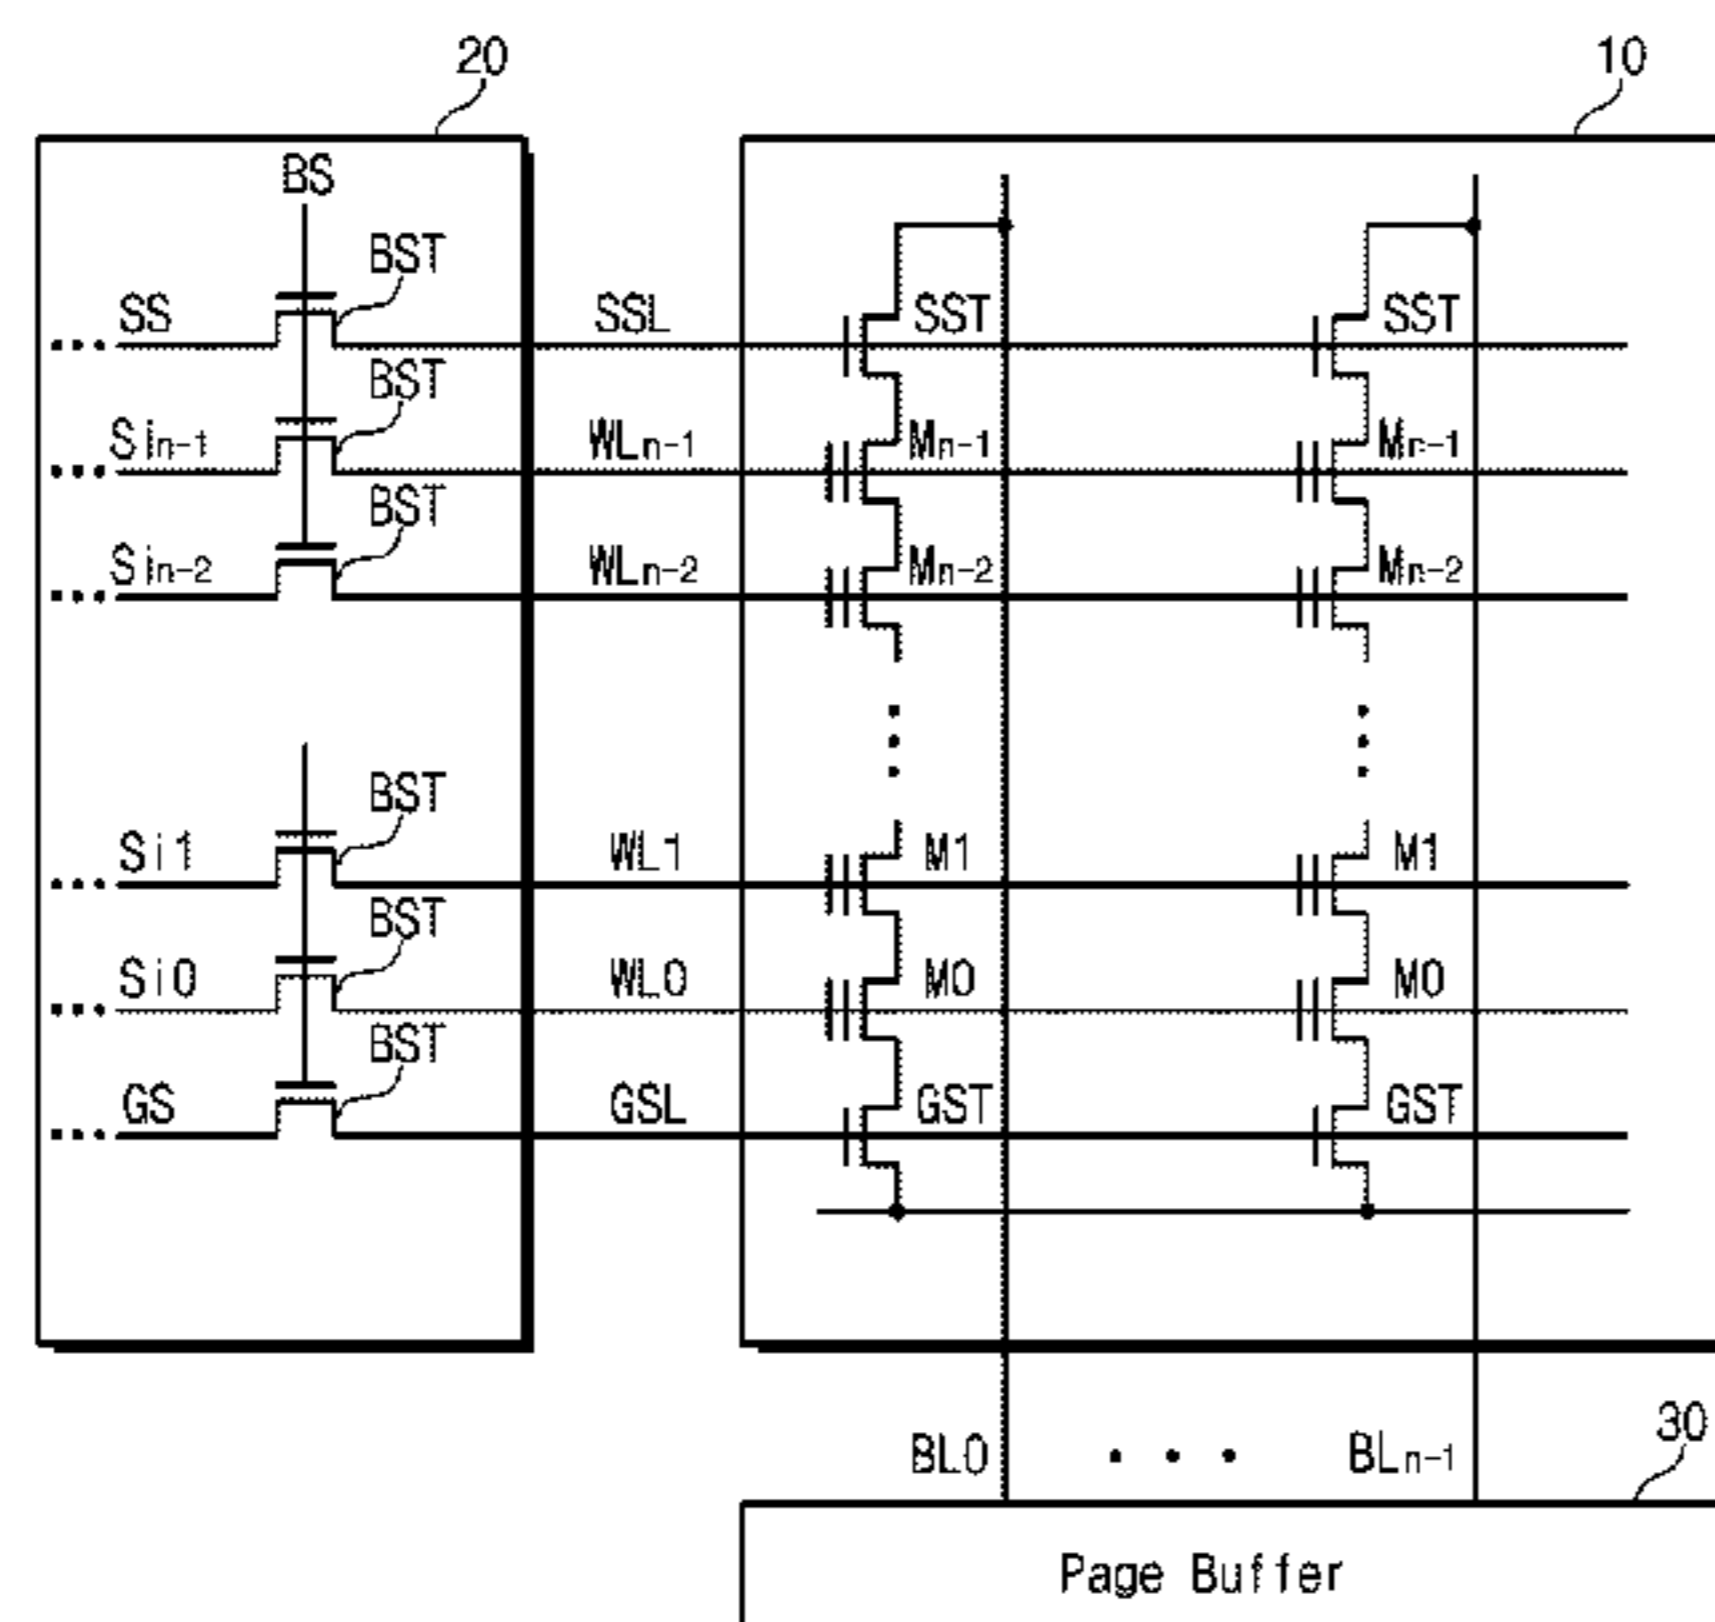 20
10
BS
BST
SS SSL SST SST
BST
Sin-1 WLn-1 Mn-1 Mn-1
BST
Sin-2 WLn-2 Mn-2 Mn-2
BST
Si1 WL1 M1 M1
BST
Si0 WL0 M0 M0
BST
GS GSL GST GST
BL0 BLn-1
30
Page Buffer